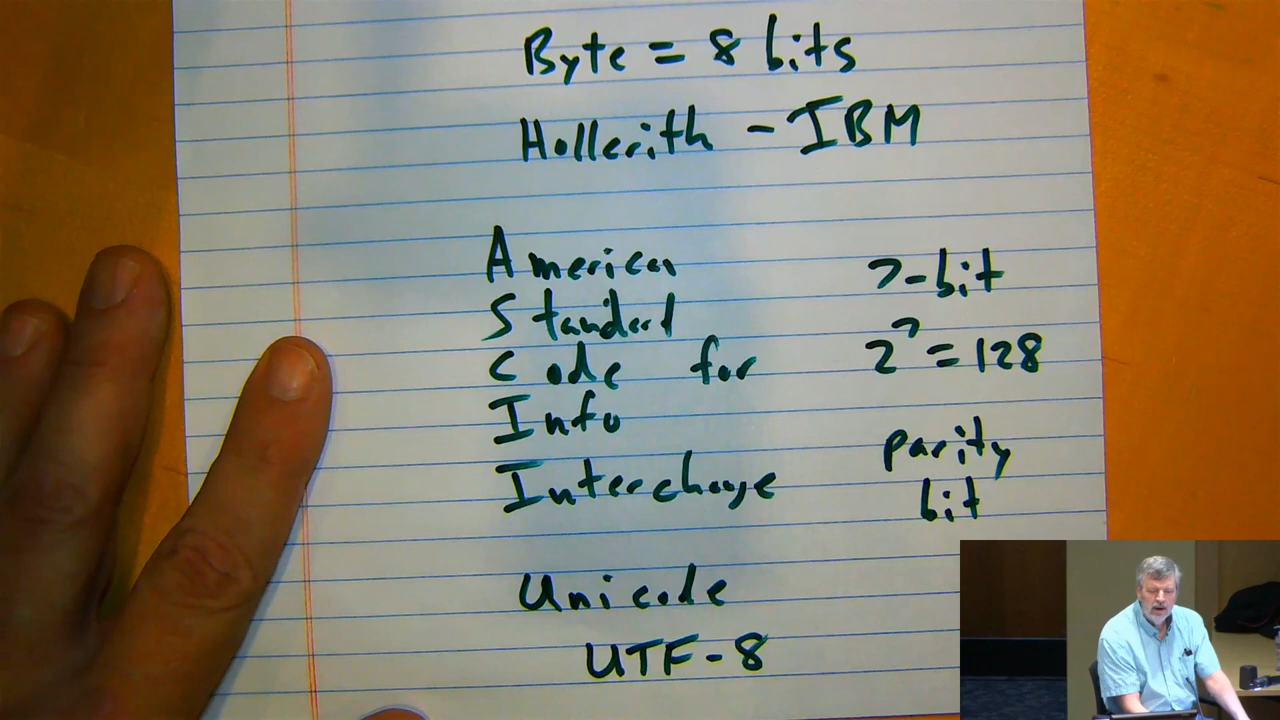 Byte = 8 bits
Hollerith - IBM
American
Standard
Code for
Info
Interchange
7-bit
2⁷ = 128
parity
bit
Unicode
UTF-8